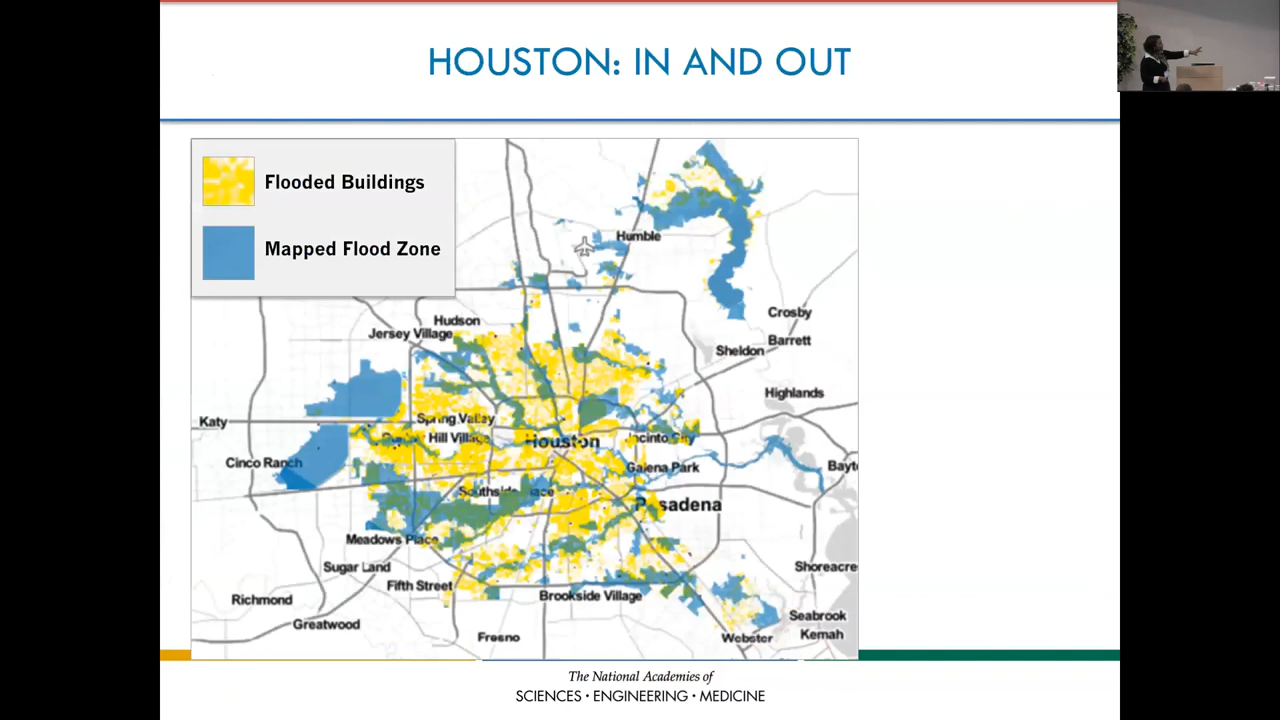 HOUSTON: IN AND OUT
Flooded Buildings
Mapped Flood Zone
Humble
Crosby
Hudson
Jersey Village
Barrett
Sheldon
Highlands
Katy
Spring Valley
Hill Village
Houston
Jacinto City
Cinco Ranch
Galena Park
Bayt
Southside Place
Pasadena
Meadows Place
Sugar Land
Shoreacre
Fifth Street
Brookside Village
Richmond
Seabrook
Greatwood
Kemah
Fresno
Webster
The National Academies of
SCIENCES · ENGINEERING · MEDICINE